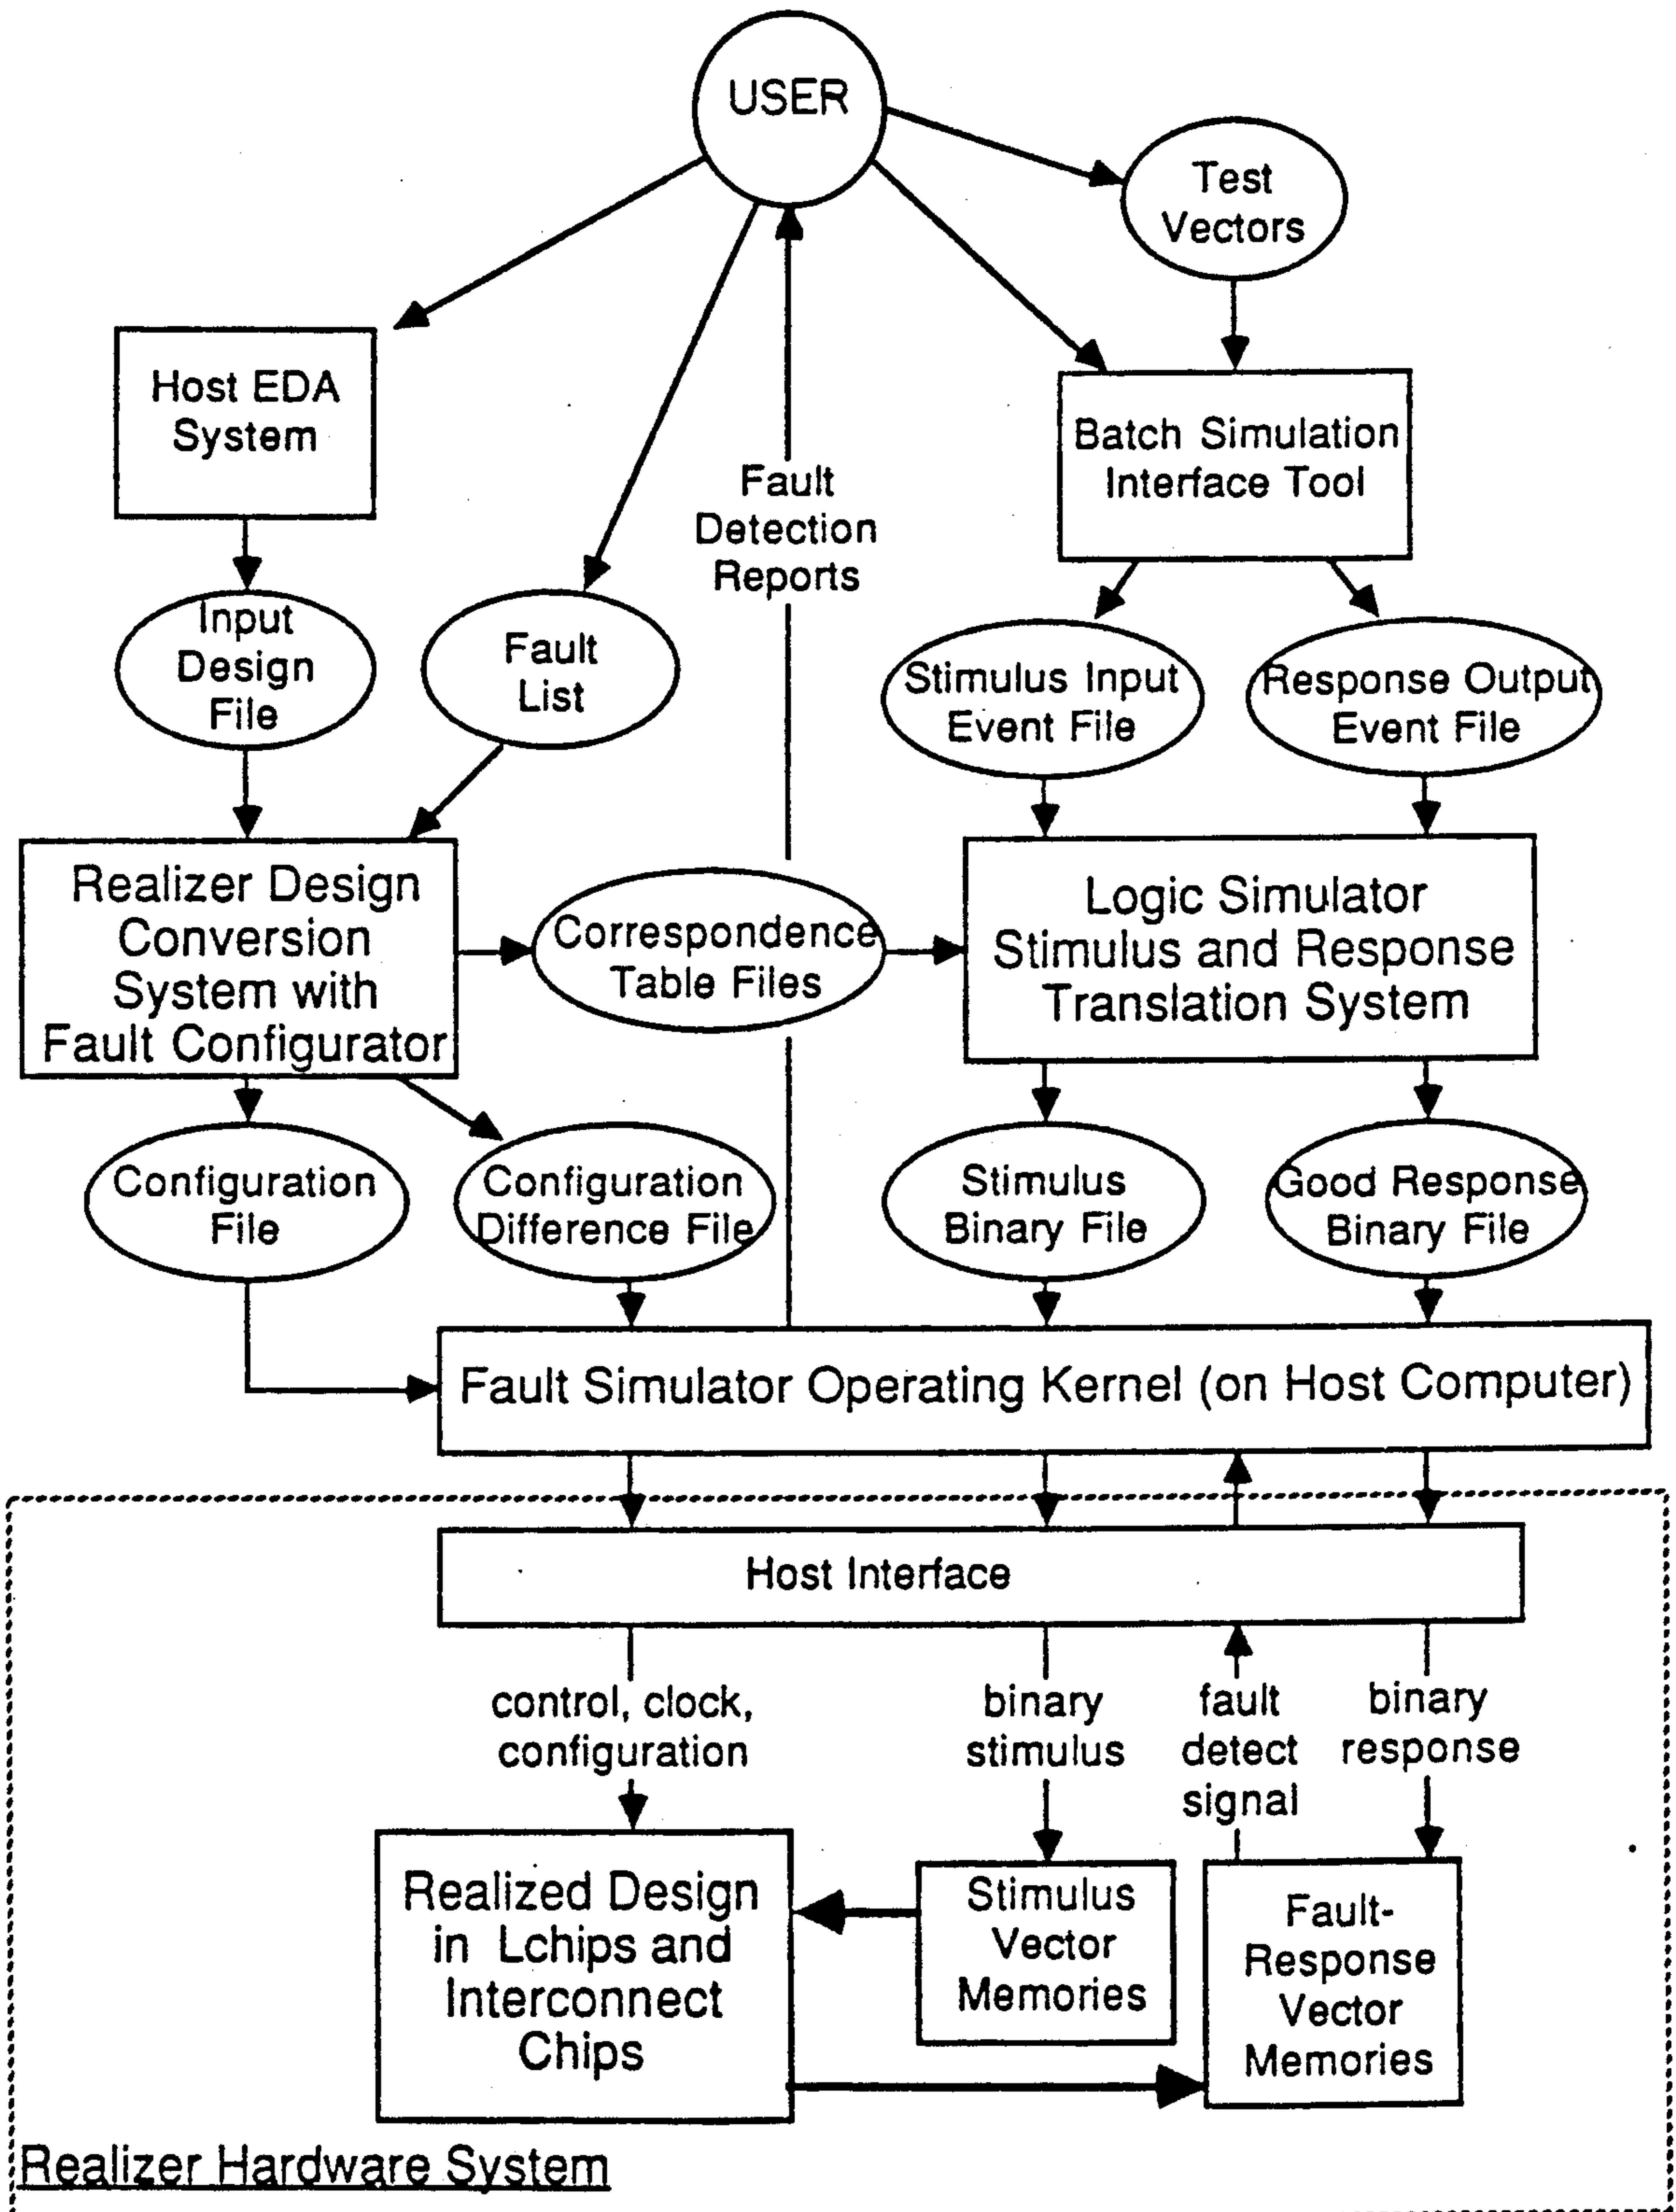 USER
Test
Vectors
Host EDA
System
Batch Simulation
Interface Tool
Fault
Detection
Reports
Input
Design
File
Fault
List
Stimulus Input
Event File
Response Output
Event File
Realizer Design
Conversion
System with
Fault Configurator
Correspondence
Table Files
Logic Simulator
Stimulus and Response
Translation System
Configuration
File
Configuration
Difference File
Stimulus
Binary File
Good Response
Binary File
Fault Simulator Operating Kernel (on Host Computer)
Host Interface
control, clock,
configuration
binary
stimulus
fault
detect
signal
binary
response
Realized Design
in Lchips and
Interconnect
Chips
Stimulus
Vector
Memories
Fault-
Response
Vector
Memories
Realizer Hardware System